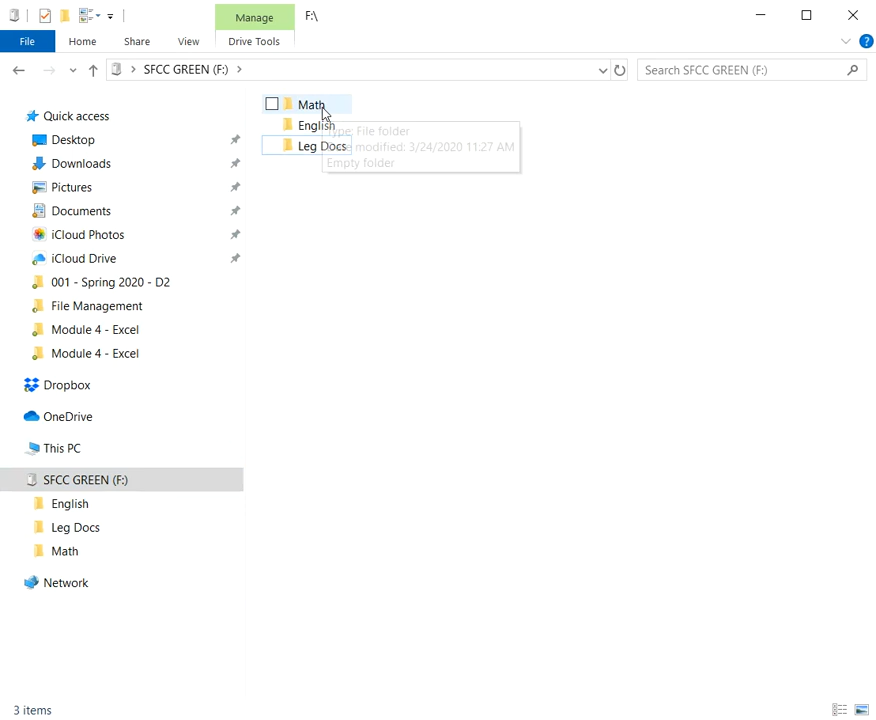 Manage
F:\
File
Home
Share
View
Drive Tools
SFCC GREEN (F:)
Search SFCC GREEN (F:)
Quick access
Desktop
Downloads
Pictures
Documents
iCloud Photos
iCloud Drive
001 - Spring 2020 - D2
File Management
Module 4 - Excel
Module 4 - Excel
Dropbox
OneDrive
This PC
SFCC GREEN (F:)
English
Leg Docs
Math
Network
Math
English
Leg Docs
Type: File folder
modified: 3/24/2020 11:27 AM
Empty folder
3 items